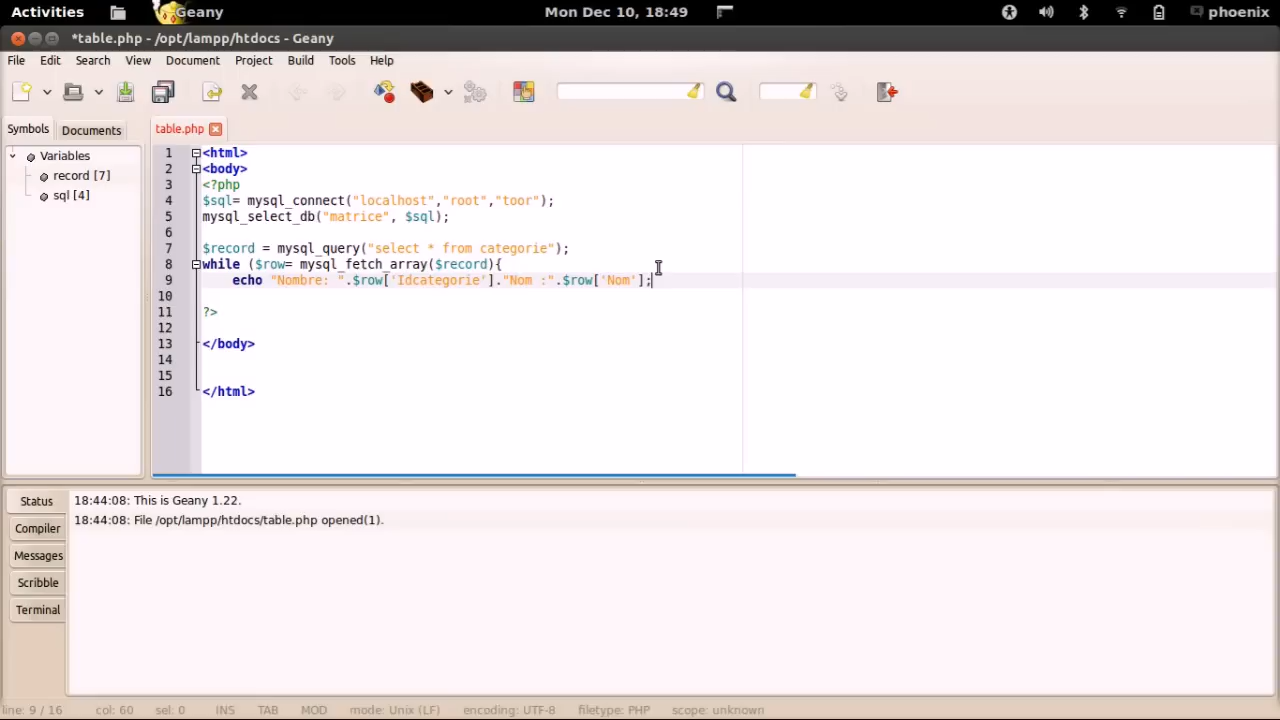 Activities Geany Mon Dec 10, 18:49 phoenix
*table.php - /opt/lampp/htdocs - Geany
File Edit Search View Document Project Build Tools Help
Symbols Documents table.php
Variables
record [7]
sql [4]
1 <html>
2 <body>
3 <?php
4 $sql= mysql_connect("localhost","root","toor");
5 mysql_select_db("matrice", $sql);
6
7 $record = mysql_query("select * from categorie");
8 while ($row= mysql_fetch_array($record){
9 echo "Nombre: ".$row['Idcategorie']."Nom :".$row['Nom'];
10
11 ?>
12
13 </body>
14
15
16 </html>
Status
Compiler
Messages
Scribble
Terminal
18:44:08: This is Geany 1.22.
18:44:08: File /opt/lampp/htdocs/table.php opened(1).
line: 9 / 16 col: 60 sel: 0 INS TAB MOD mode: Unix (LF) encoding: UTF-8 filetype: PHP scope: unknown